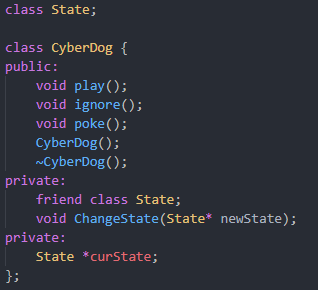 class State;

class CyberDog {
public:
    void play();
    void ignore();
    void poke();
    CyberDog();
    ~CyberDog();
private:
    friend class State;
    void ChangeState(State* newState);
private:
    State *curState;
};